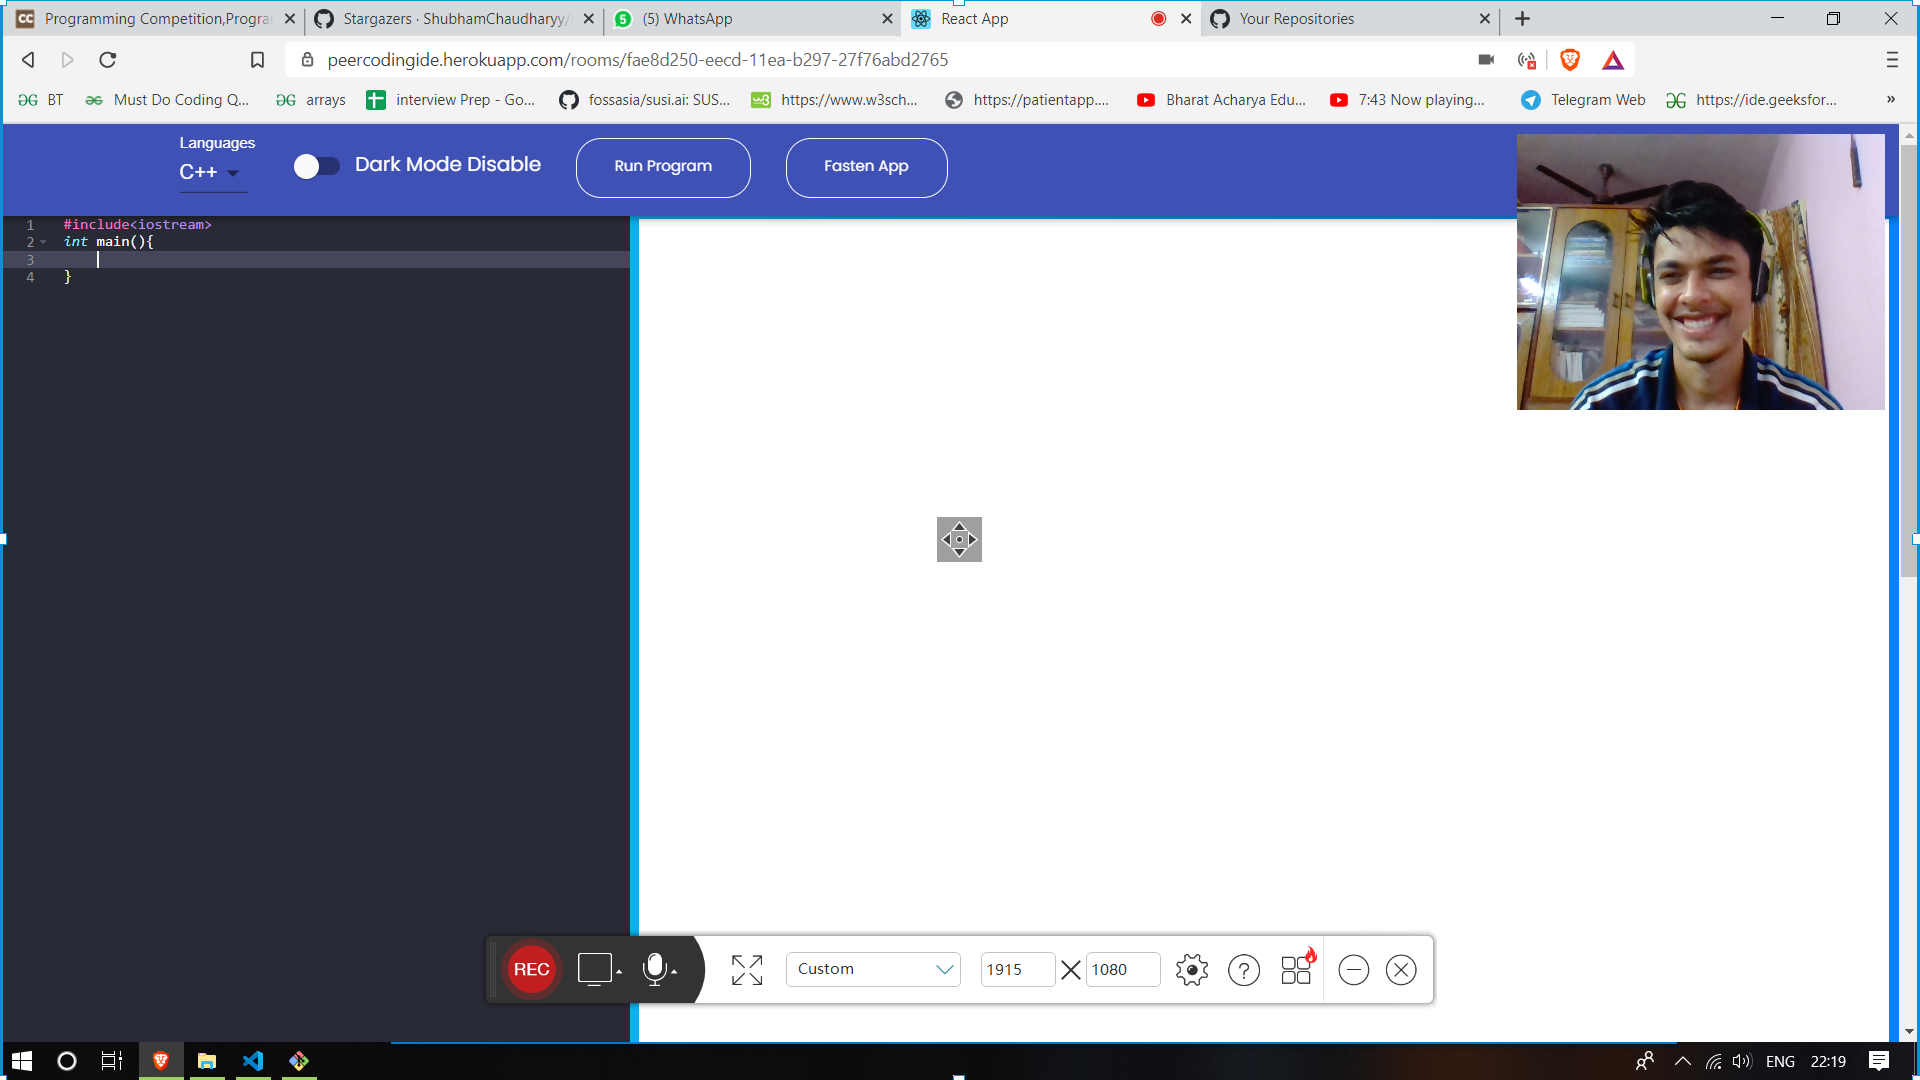 CC Programming Competition,Progra
Stargazers · ShubhamChaudharyy/
5 (5) WhatsApp
React App
Your Repositories
peercodingide.herokuapp.com/rooms/fae8d250-eecd-11ea-b297-27f76abd2765
BT
Must Do Coding Q...
arrays
interview Prep - Go...
fossasia/susi.ai: SUS...
w3 https://www.w3sch...
https://patientapp....
Bharat Acharya Edu...
7:43 Now playing...
Telegram Web
https://ide.geeksfor...
»
Languages
C++
Dark Mode Disable
Run Program
Fasten App
1 #include<iostream>
2 int main(){
3
4 }
REC
Custom
1915
1080
?
ENG
22:19